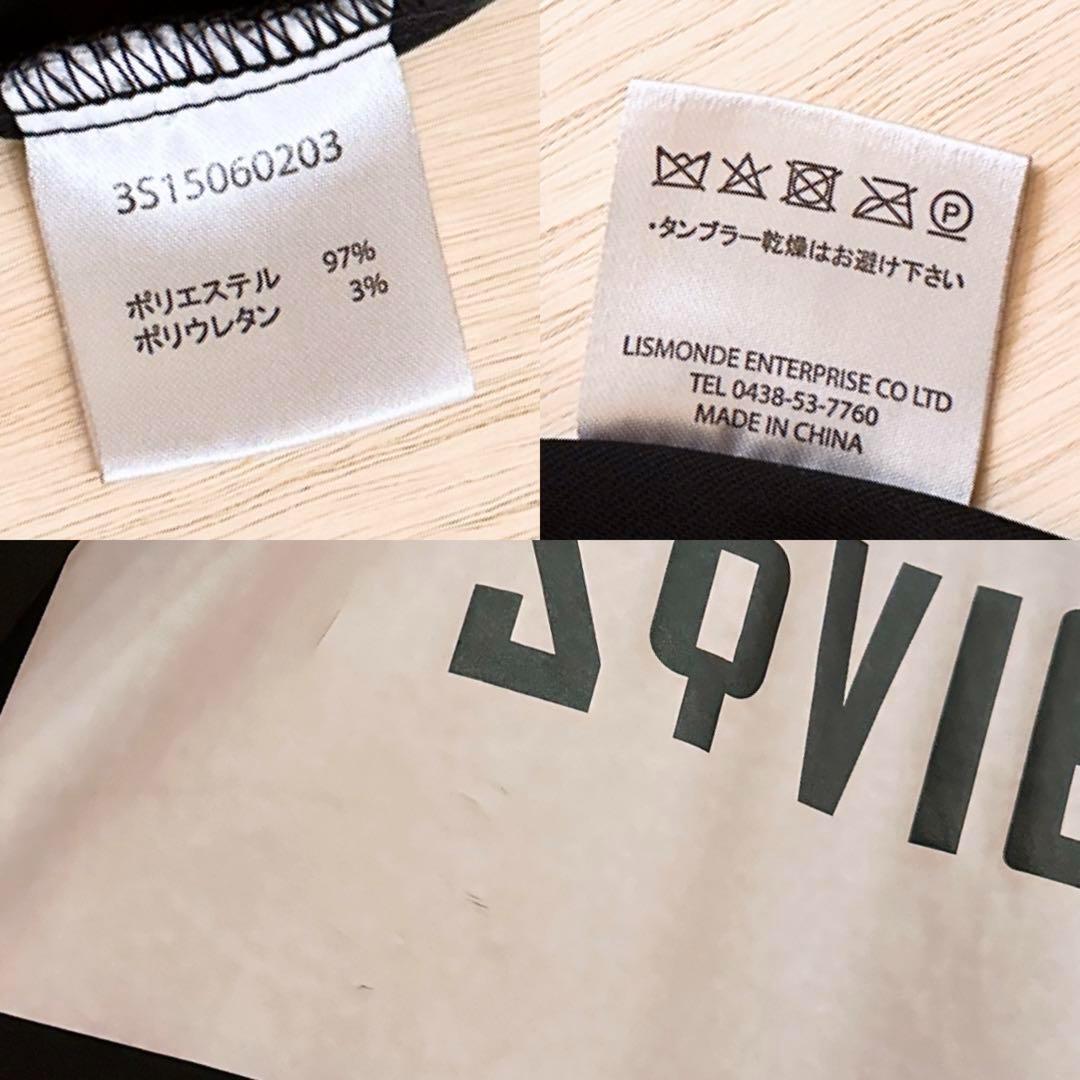 3S15060203
ポリエステル 97%
ポリウレタン 3%
P
・タンブラー乾燥はお避け下さい
LISMONDE ENTERPRISE CO LTD
TEL 0438-53-7760
MADE IN CHINA